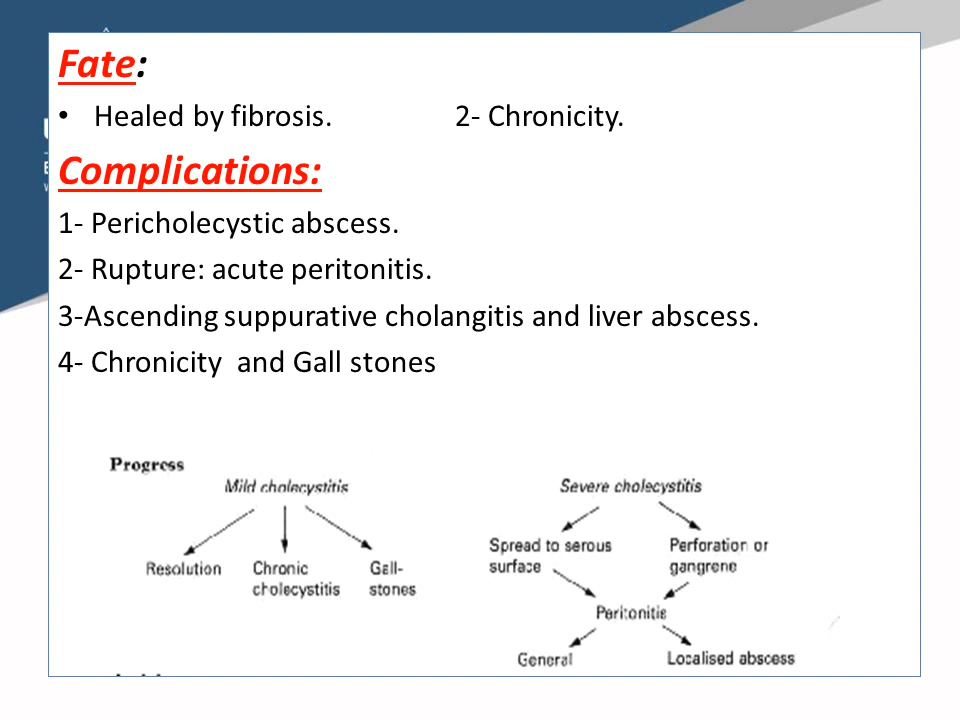 Fate:
• Healed by fibrosis. 2- Chronicity.
Complications:
1- Pericholecystic abscess.
2- Rupture: acute peritonitis.
3-Ascending suppurative cholangitis and liver abscess.
4- Chronicity and Gall stones
Progress
Mild cholecystitis
Severe cholecystitis
Resolution
Chronic
cholecystitis
Gall-
stones
Spread to serous
surface
Perforation or
gangrene
Peritonitis
General
Localised abscess